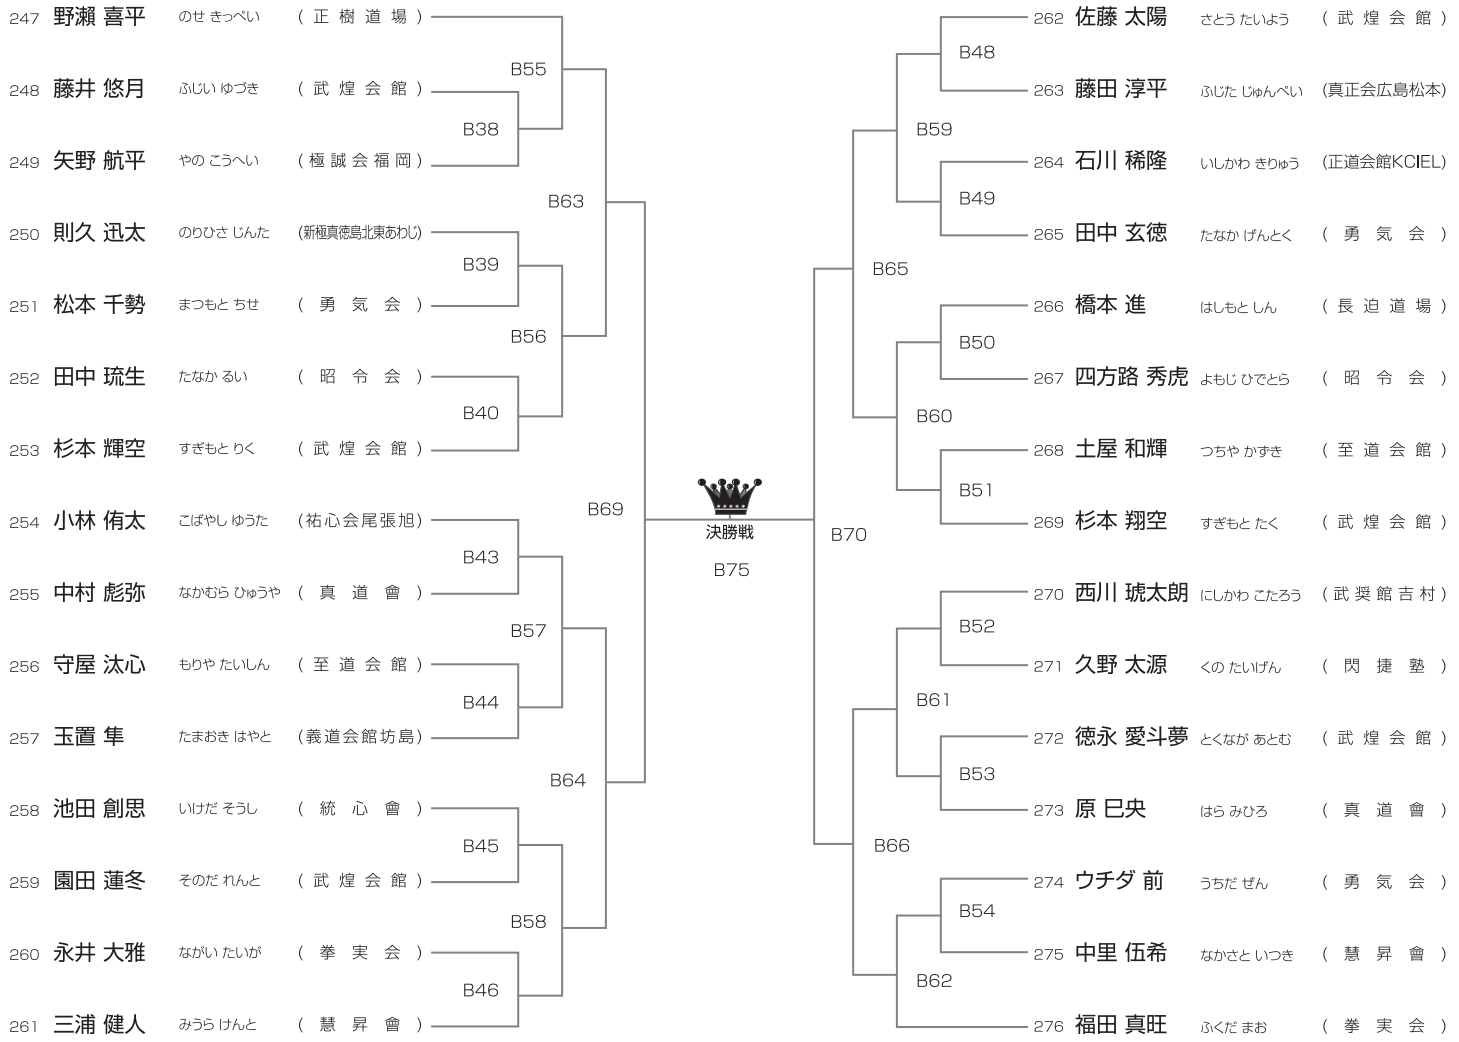 247 野瀬 喜平 のせ きっぺい (正樹道場)
B55
248 藤井 悠月 ふじい ゆづき (武煌会館)
B38
249 矢野 航平 やの こうへい (極誠会福岡)
B63
250 則久 迅太 のりひさ じんた (新極真徳島北東あわじ)
B39
251 松本 千勢 まつもと ちせ (勇気会)
B56
252 田中 琉生 たなか るい (昭令会)
B40
253 杉本 輝空 すぎもと りく (武煌会館)
B69
254 小林 侑太 こばやし ゆうた (祐心会尾張旭)
B43
255 中村 彪弥 なかむら ひゅうや (真道會)
B57
256 守屋 汰心 もりや たいしん (至道会館)
B44
257 玉置 隼 たまおき はやと (義道会館坊島)
B64
258 池田 創思 いけだ そうし (統心會)
B45
259 園田 蓮冬 そのだ れんと (武煌会館)
B58
260 永井 大雅 ながい たいが (拳実会)
B46
261 三浦 健人 みうら けんと (慧昇會)
決勝戦
B75
262 佐藤 太陽 さとう たいよう (武煌会館)
B48
263 藤田 淳平 ふじた じゅんぺい (真正会広島松本)
B59
264 石川 稀隆 いしかわ きりゅう (正道会館KCIEL)
B49
265 田中 玄徳 たなか げんとく (勇気会)
B65
266 橋本 進 はしもと しん (長迫道場)
B50
267 四方路 秀虎 よもじ ひでとら (昭令会)
B60
268 土屋 和輝 つちや かずき (至道会館)
B51
269 杉本 翔空 すぎもと たく (武煌会館)
B70
270 西川 琥太朗 にしかわ こたろう (武奨館吉村)
B52
271 久野 太源 くの たいげん (閃捷塾)
B61
272 徳永 愛斗夢 とくなが あとむ (武煌会館)
B53
273 原 巳央 はら みひろ (真道會)
B66
274 ウチダ 前 うちだ ぜん (勇気会)
B54
275 中里 伍希 なかさと いつき (慧昇會)
B62
276 福田 真旺 ふくだ まお (拳実会)